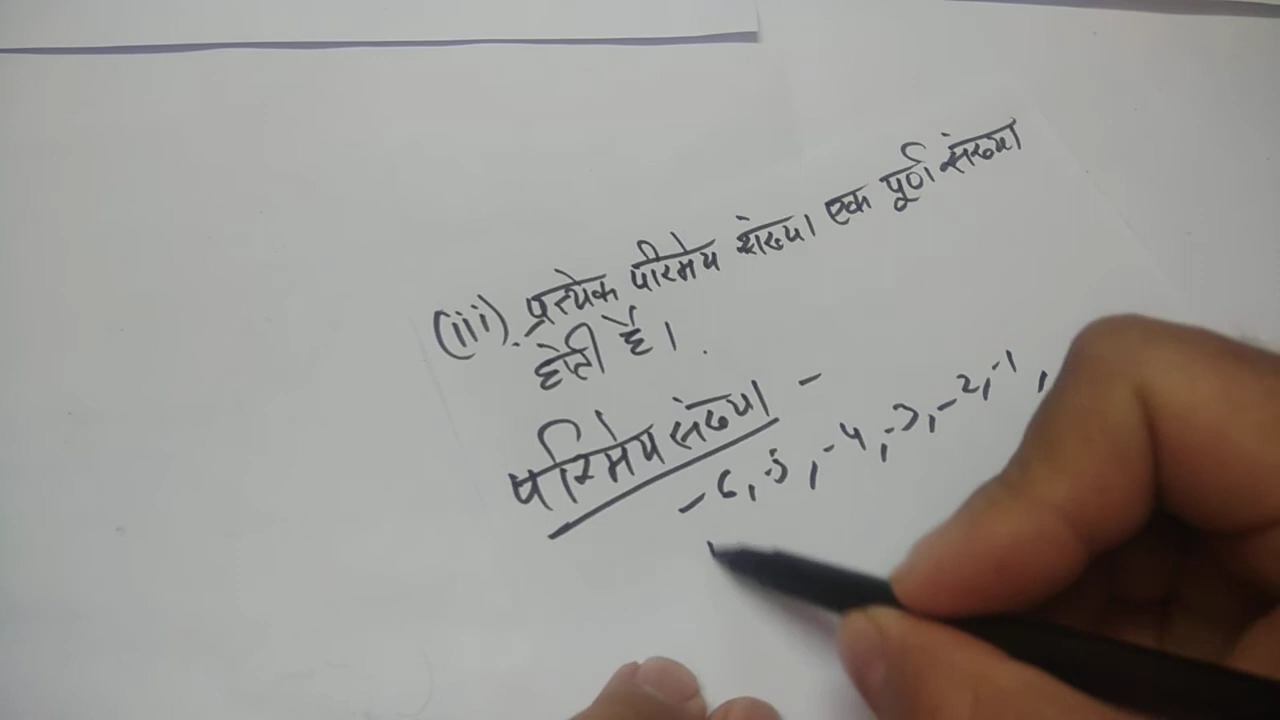 (iii). प्रत्येक परिमेय संख्या एक पूर्ण संख्या
होती है।
परिमेय संख्या -
-6, -5, -4, -3, -2, -1,